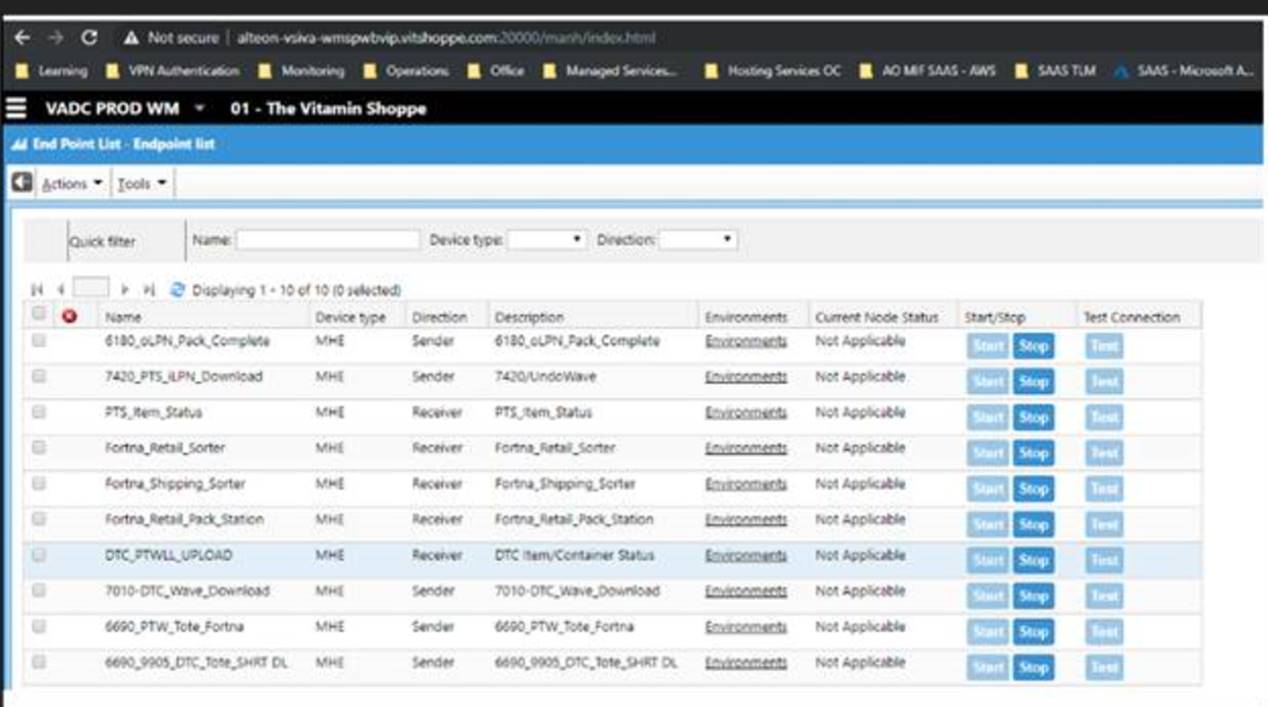 Not secure | alteon-vsiva-wmspwbvip.vitshoppe.com:20000/manh/index.html
Learning VPN Authentication Monitoring Operations Office Managed Services... Hosting Services OC AO MIF SAAS - AWS SAAS TLM SAAS - Microsoft A...
VADC PROD WM 01 - The Vitamin Shoppe
End Point List - Endpoint list
Actions Tools
Quick filter Name: Device type: Direction:
Displaying 1 - 10 of 10 (0 selected)
Name Device type Direction Description Environments Current Node Status Start/Stop Test Connection
6180_oLPN_Pack_Complete MHE Sender 6180_oLPN_Pack_Complete Environments Not Applicable Start Stop Test
7420_PTS_iLPN_Download MHE Sender 7420/UndoWave Environments Not Applicable Start Stop Test
PTS_Item_Status MHE Receiver PTS_Item_Status Environments Not Applicable Start Stop Test
Fortna_Retail_Sorter MHE Receiver Fortna_Retail_Sorter Environments Not Applicable Start Stop Test
Fortna_Shipping_Sorter MHE Receiver Fortna_Shipping_Sorter Environments Not Applicable Start Stop Test
Fortna_Retail_Pack_Station MHE Receiver Fortna_Retail_Pack_Station Environments Not Applicable Start Stop Test
DTC_PTWLL_UPLOAD MHE Receiver DTC Item/Container Status Environments Not Applicable Start Stop Test
7010-DTC_Wave_Download MHE Sender 7010-DTC_Wave_Download Environments Not Applicable Start Stop Test
6690_PTW_Tote_Fortna MHE Sender 6690_PTW_Tote_Fortna Environments Not Applicable Start Stop Test
6690_9905_DTC_Tote_SHRT DL MHE Sender 6690_9905_DTC_Tote_SHRT DL Environments Not Applicable Start Stop Test